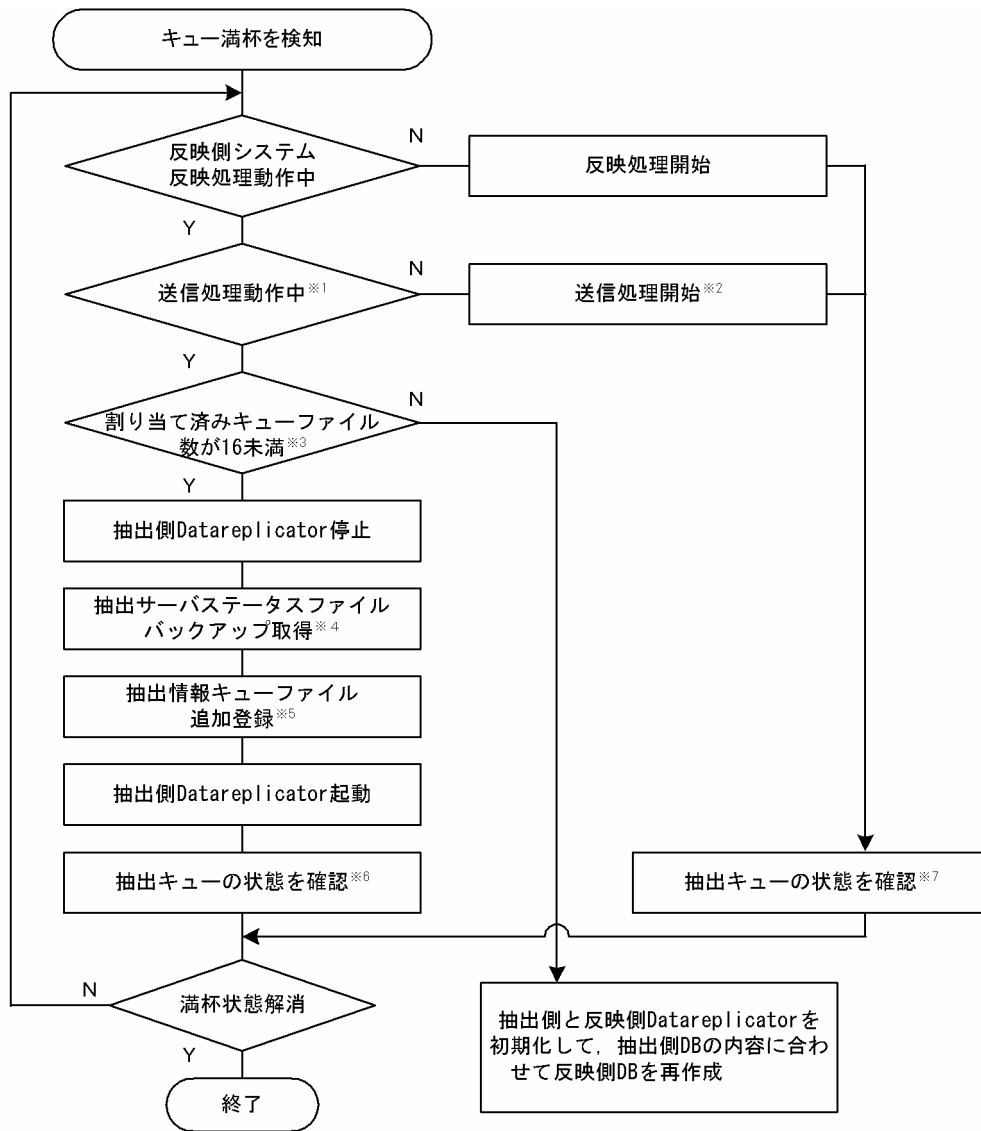 キュー満杯を検知
反映側システム
反映処理動作中
N
反映処理開始
Y
送信処理動作中※1
N
送信処理開始※2
Y
割り当て済みキューファイル
数が16未満※3
N
Y
抽出側Datareplicator停止
抽出サーバステータスファイル
バックアップ取得※4
抽出情報キューファイル
追加登録※5
抽出側Datareplicator起動
抽出キューの状態を確認※6
抽出キューの状態を確認※7
満杯状態解消
N
Y
終了
抽出側と反映側Datareplicatorを
初期化して，抽出側DBの内容に合わ
せて反映側DBを再作成